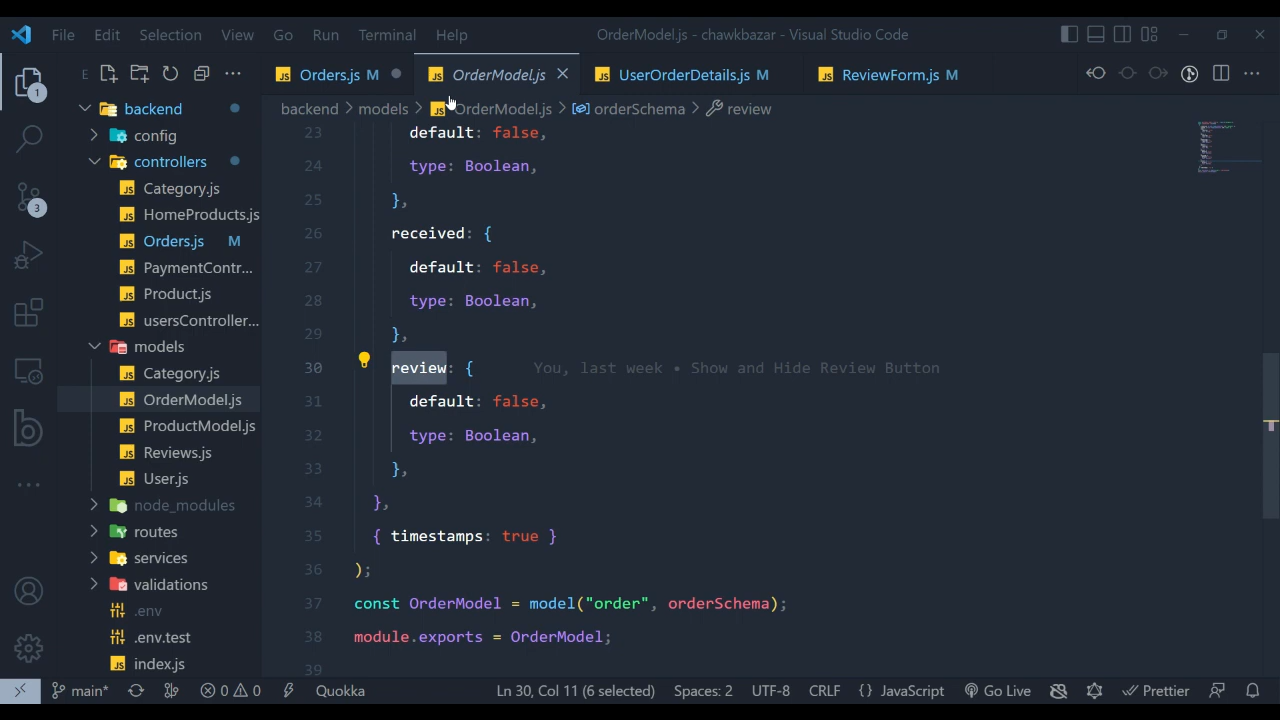 File Edit Selection View Go Run Terminal Help OrderModel.js - chawkbazar - Visual Studio Code
E Orders.js M OrderModel.js UserOrderDetails.js M ReviewForm.js M
backend > models > OrderModel.js > orderSchema > review
1
3
backend
config
controllers
Category.js
HomeProducts.js
Orders.js M
PaymentContr...
Product.js
usersController...
models
Category.js
OrderModel.js
ProductModel.js
Reviews.js
User.js
node_modules
routes
services
validations
.env
.env.test
index.js
23 default: false,
24 type: Boolean,
25 },
26 received: {
27 default: false,
28 type: Boolean,
29 },
30 review: { You, last week • Show and Hide Review Button
31 default: false,
32 type: Boolean,
33 },
34 },
35 { timestamps: true }
36 );
37 const OrderModel = model("order", orderSchema);
38 module.exports = OrderModel;
39
main* 0 0 Quokka Ln 30, Col 11 (6 selected) Spaces: 2 UTF-8 CRLF {} JavaScript Go Live Prettier